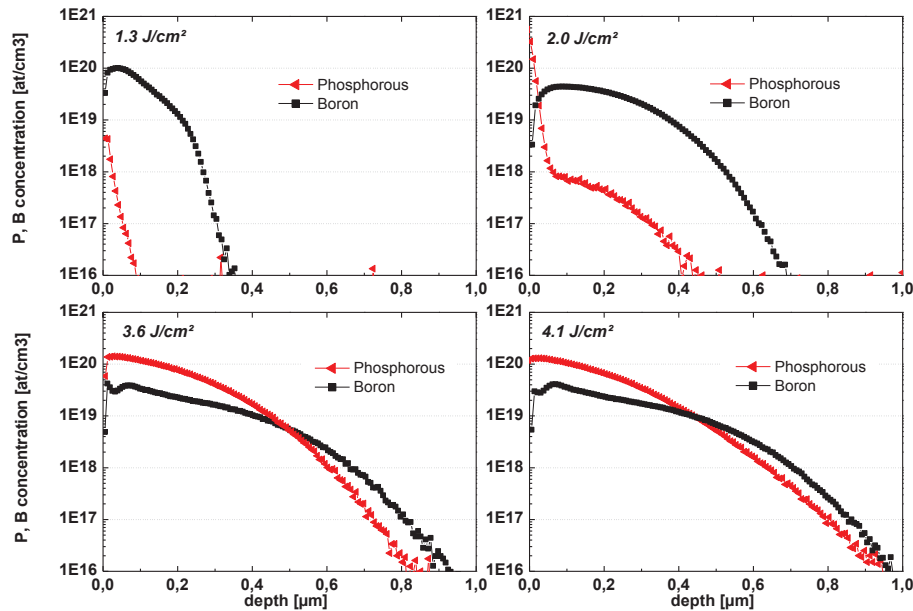 P, B concentration [at/cm3]
1E21
1E20
1E19
1E18
1E17
1E16
1.3 J/cm²
Phosphorous
Boron
0,0 0,2 0,4 0,6 0,8 1,0
1E21
1E20
1E19
1E18
1E17
1E16
2.0 J/cm²
Phosphorous
Boron
0,0 0,2 0,4 0,6 0,8 1,0
P, B concentration [at/cm3]
1E21
1E20
1E19
1E18
1E17
1E16
3.6 J/cm²
Phosphorous
Boron
0,0 0,2 0,4 0,6 0,8 1,0
depth [µm]
1E21
1E20
1E19
1E18
1E17
1E16
4.1 J/cm²
Phosphorous
Boron
0,0 0,2 0,4 0,6 0,8 1,0
depth [µm]